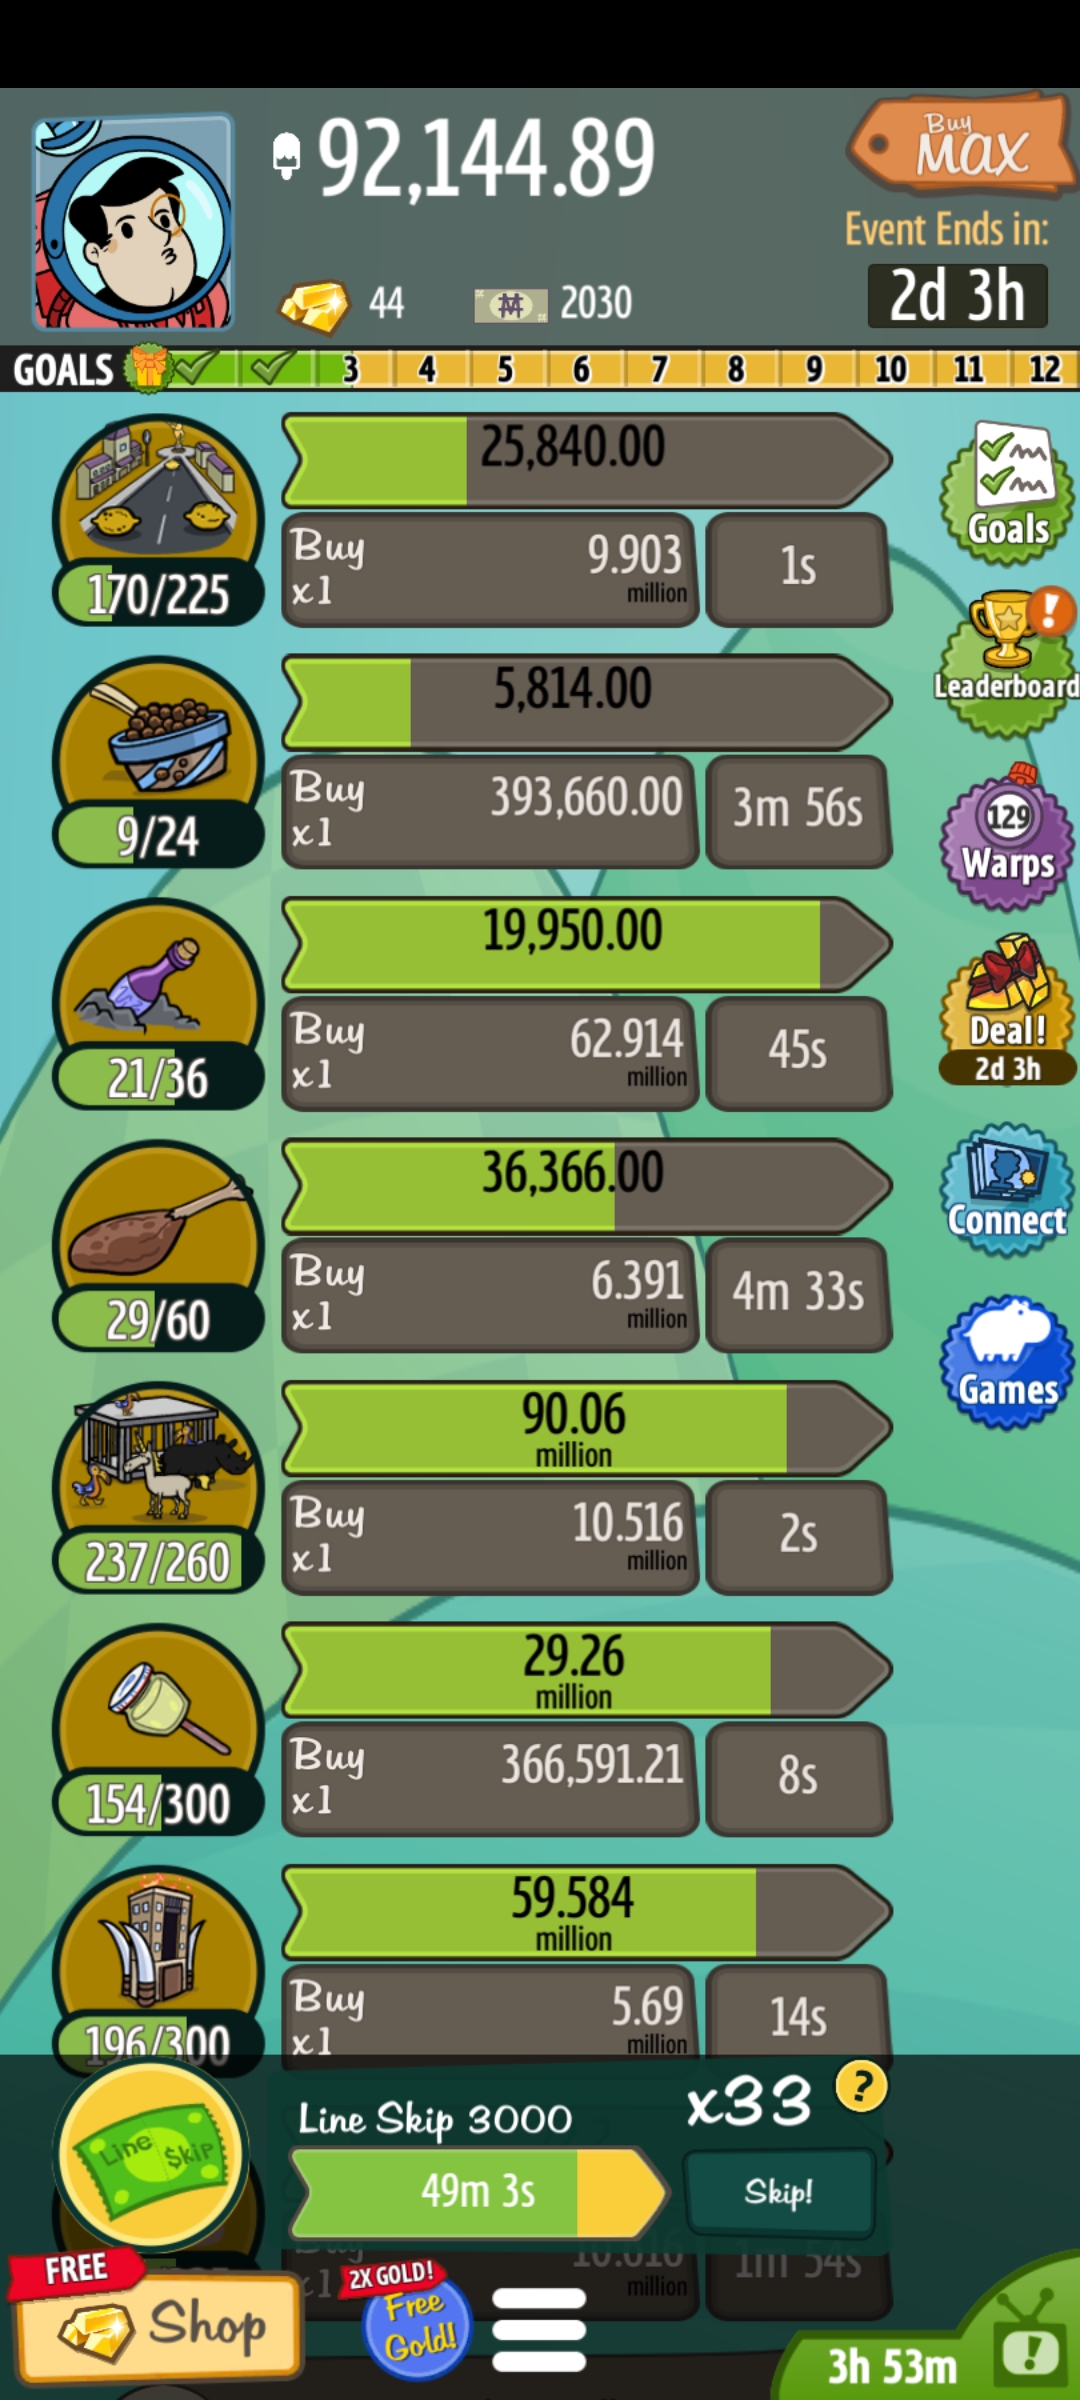 92,144.89
Buy
MAX
Event Ends in:
44
2030
2d 3h
GOALS
3 4 5 6 7 8 9 10 11 12
25,840.00
Buy
x1
9.903
million
1s
170/225
Goals
5,814.00
Buy
x1
393,660.00
3m 56s
9/24
Leaderboard
129
Warps
19,950.00
Buy
x1
62.914
million
45s
21/36
Deal!
2d 3h
36,366.00
Buy
x1
6.391
million
4m 33s
29/60
Connect
Games
90.06
million
Buy
x1
10.516
million
2s
237/260
29.26
million
Buy
x1
366,591.21
8s
154/300
59.584
million
Buy
x1
5.69
million
14s
196/300
Line Skip
Line Skip 3000
x33
?
49m 3s
Skip!
Buy
x1
10.616
million
1m 54s
FREE
Shop
2X GOLD!
Free
Gold!
3h 53m